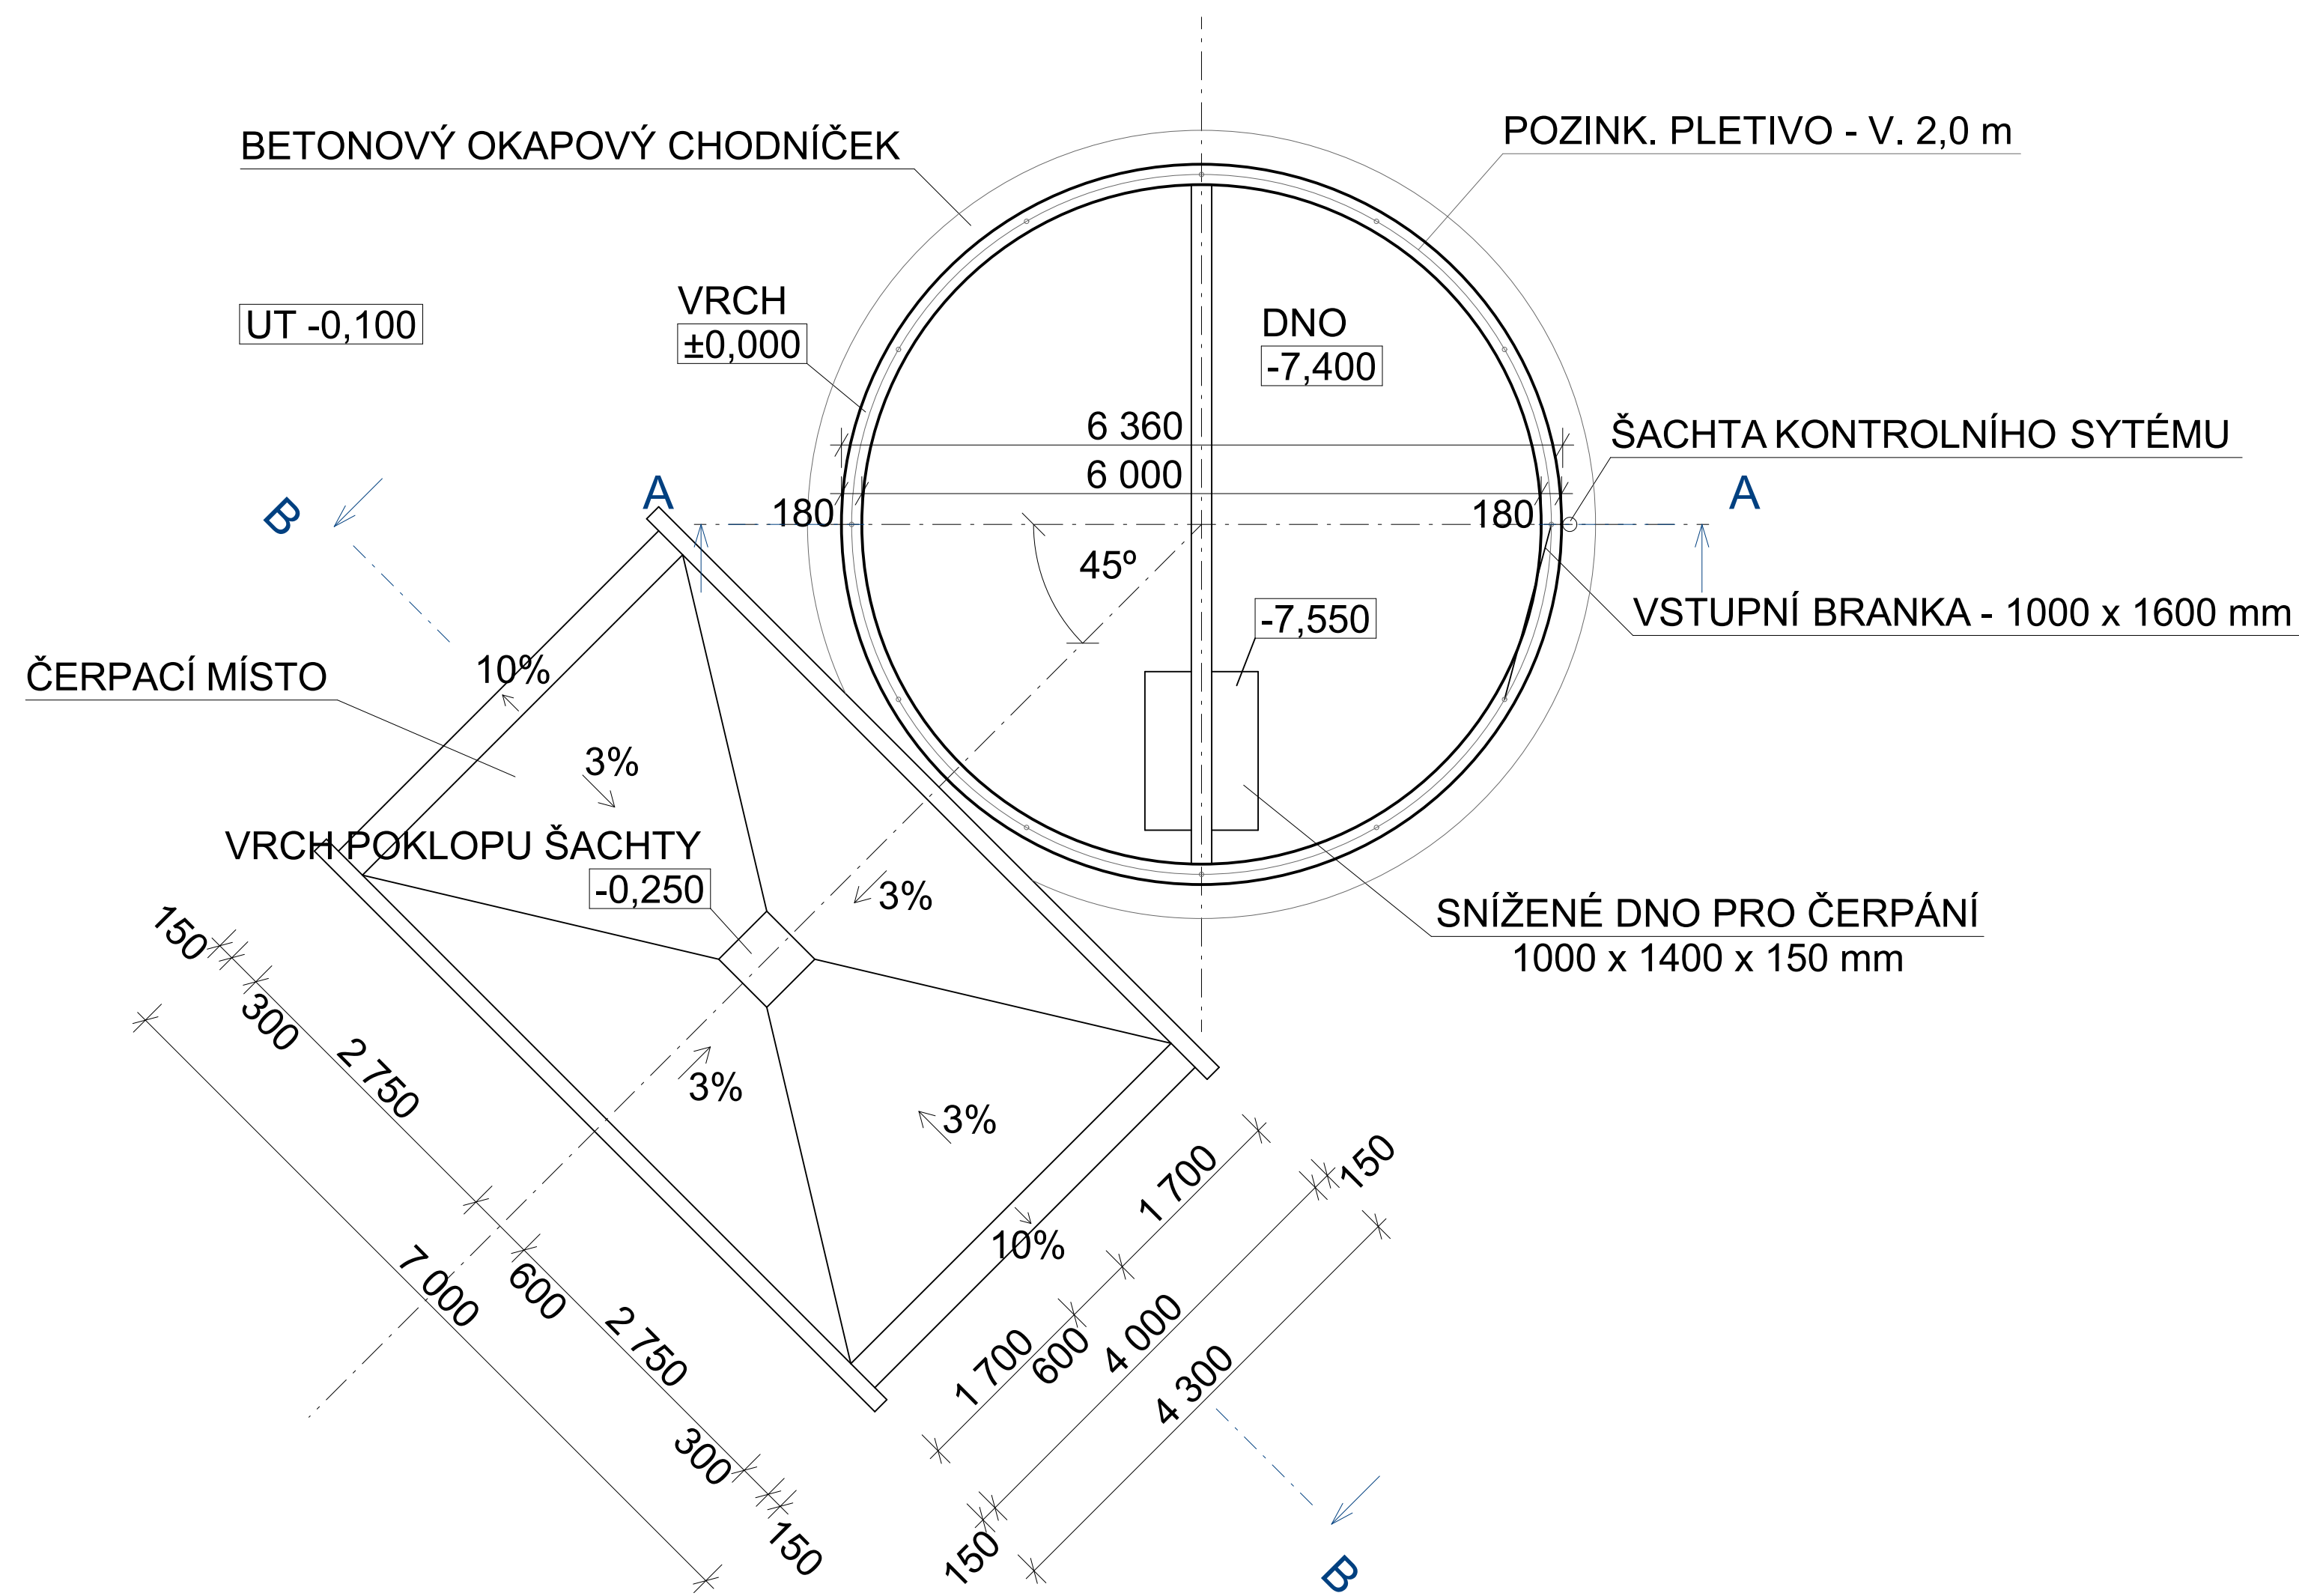 BETONOVÝ OKAPOVÝ CHODNÍČEK
POZINK. PLETIVO - V. 2,0 m
UT -0,100
VRCH
±0,000
DNO
-7,400
6 360
6 000
180
180
ŠACHTA KONTROLNÍHO SYTÉMU
A
A
B
45º
-7,550
VSTUPNÍ BRANKA - 1000 x 1600 mm
ČERPACÍ MÍSTO
10%
3%
VRCH POKLOPU ŠACHTY
-0,250
3%
SNÍŽENÉ DNO PRO ČERPÁNÍ
1000 x 1400 x 150 mm
3%
3%
10%
150
300
2 750
600
2 750
300
150
7 000
1 700
600
1 700
150
4 000
150
4 300
B